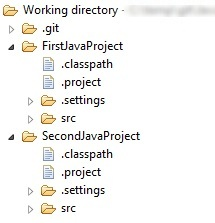 Working directory -
.git
FirstJavaProject
.classpath
.project
.settings
src
SecondJavaProject
.classpath
.project
.settings
src